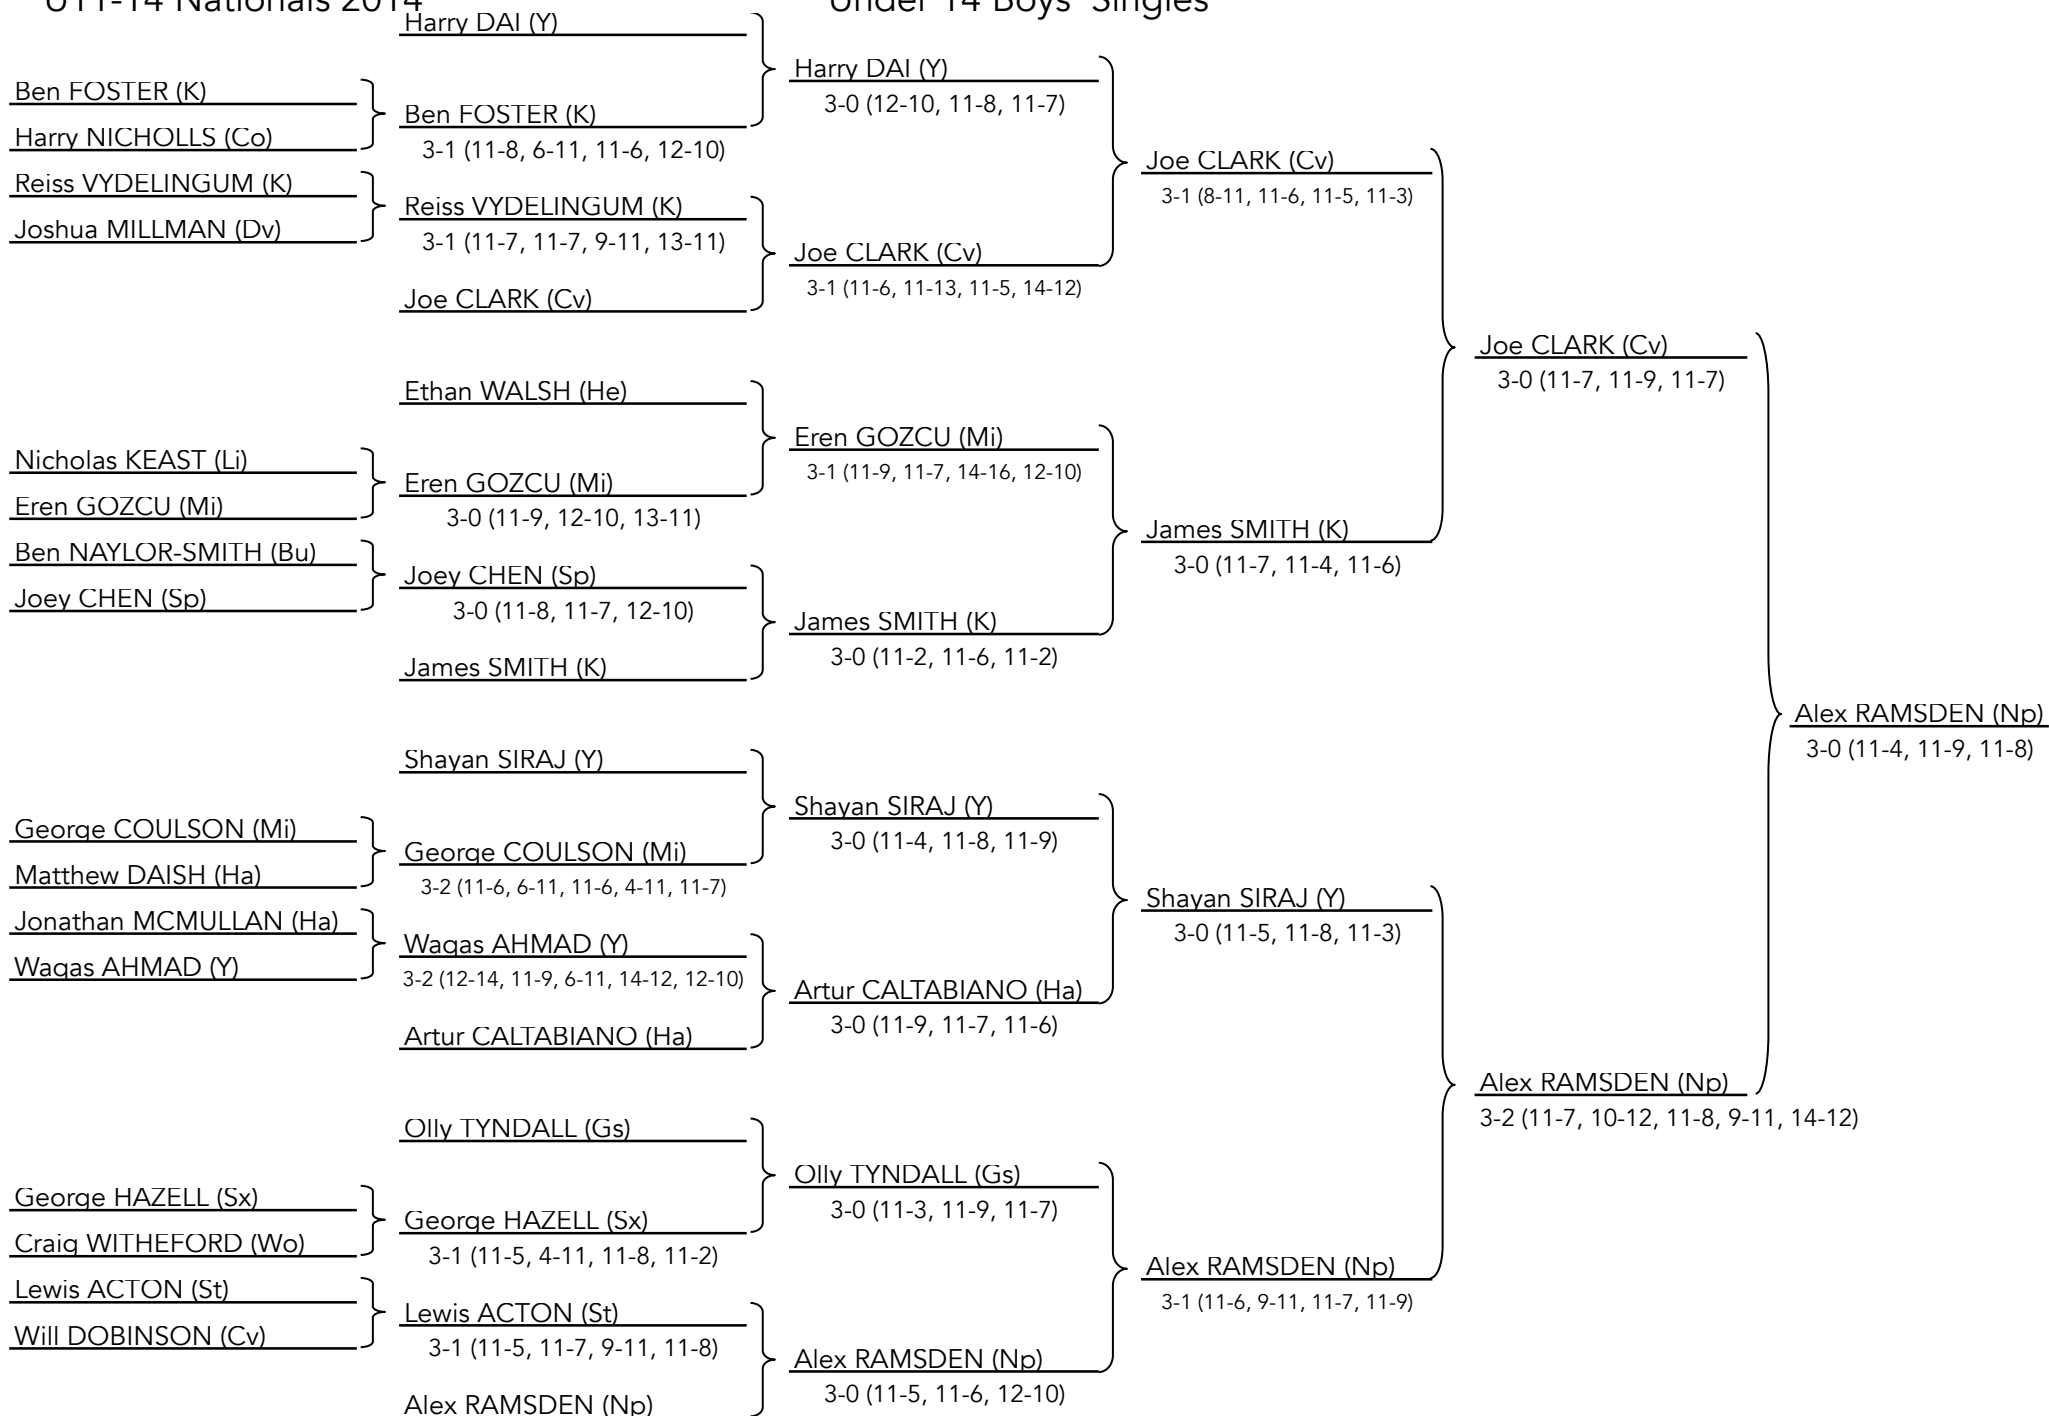 U11-14 Nationals 2014
Under 14 Boys' Singles
Harry DAI (Y)
Harry DAI (Y)
3-0 (12-10, 11-8, 11-7)
Ben FOSTER (K)
Ben FOSTER (K)
3-1 (11-8, 6-11, 11-6, 12-10)
Harry NICHOLLS (Co)
Joe CLARK (Cv)
3-1 (8-11, 11-6, 11-5, 11-3)
Reiss VYDELINGUM (K)
Reiss VYDELINGUM (K)
3-1 (11-7, 11-7, 9-11, 13-11)
Joshua MILLMAN (Dv)
Joe CLARK (Cv)
3-1 (11-6, 11-13, 11-5, 14-12)
Joe CLARK (Cv)
Joe CLARK (Cv)
3-0 (11-7, 11-9, 11-7)
Ethan WALSH (He)
Eren GOZCU (Mi)
3-1 (11-9, 11-7, 14-16, 12-10)
Nicholas KEAST (Li)
Eren GOZCU (Mi)
3-0 (11-9, 12-10, 13-11)
Eren GOZCU (Mi)
James SMITH (K)
3-0 (11-7, 11-4, 11-6)
Ben NAYLOR-SMITH (Bu)
Joey CHEN (Sp)
3-0 (11-8, 11-7, 12-10)
Joey CHEN (Sp)
James SMITH (K)
3-0 (11-2, 11-6, 11-2)
James SMITH (K)
Alex RAMSDEN (Np)
3-0 (11-4, 11-9, 11-8)
Shayan SIRAJ (Y)
Shayan SIRAJ (Y)
3-0 (11-4, 11-8, 11-9)
George COULSON (Mi)
George COULSON (Mi)
3-2 (11-6, 6-11, 11-6, 4-11, 11-7)
Matthew DAISH (Ha)
Shayan SIRAJ (Y)
3-0 (11-5, 11-8, 11-3)
Jonathan MCMULLAN (Ha)
Waqas AHMAD (Y)
3-2 (12-14, 11-9, 6-11, 14-12, 12-10)
Waqas AHMAD (Y)
Artur CALTABIANO (Ha)
3-0 (11-9, 11-7, 11-6)
Artur CALTABIANO (Ha)
Alex RAMSDEN (Np)
3-2 (11-7, 10-12, 11-8, 9-11, 14-12)
Olly TYNDALL (Gs)
Olly TYNDALL (Gs)
3-0 (11-3, 11-9, 11-7)
George HAZELL (Sx)
George HAZELL (Sx)
3-1 (11-5, 4-11, 11-8, 11-2)
Craig WITHEFORD (Wo)
Alex RAMSDEN (Np)
3-1 (11-6, 9-11, 11-7, 11-9)
Lewis ACTON (St)
Lewis ACTON (St)
3-1 (11-5, 11-7, 9-11, 11-8)
Will DOBINSON (Cv)
Alex RAMSDEN (Np)
3-0 (11-5, 11-6, 12-10)
Alex RAMSDEN (Np)